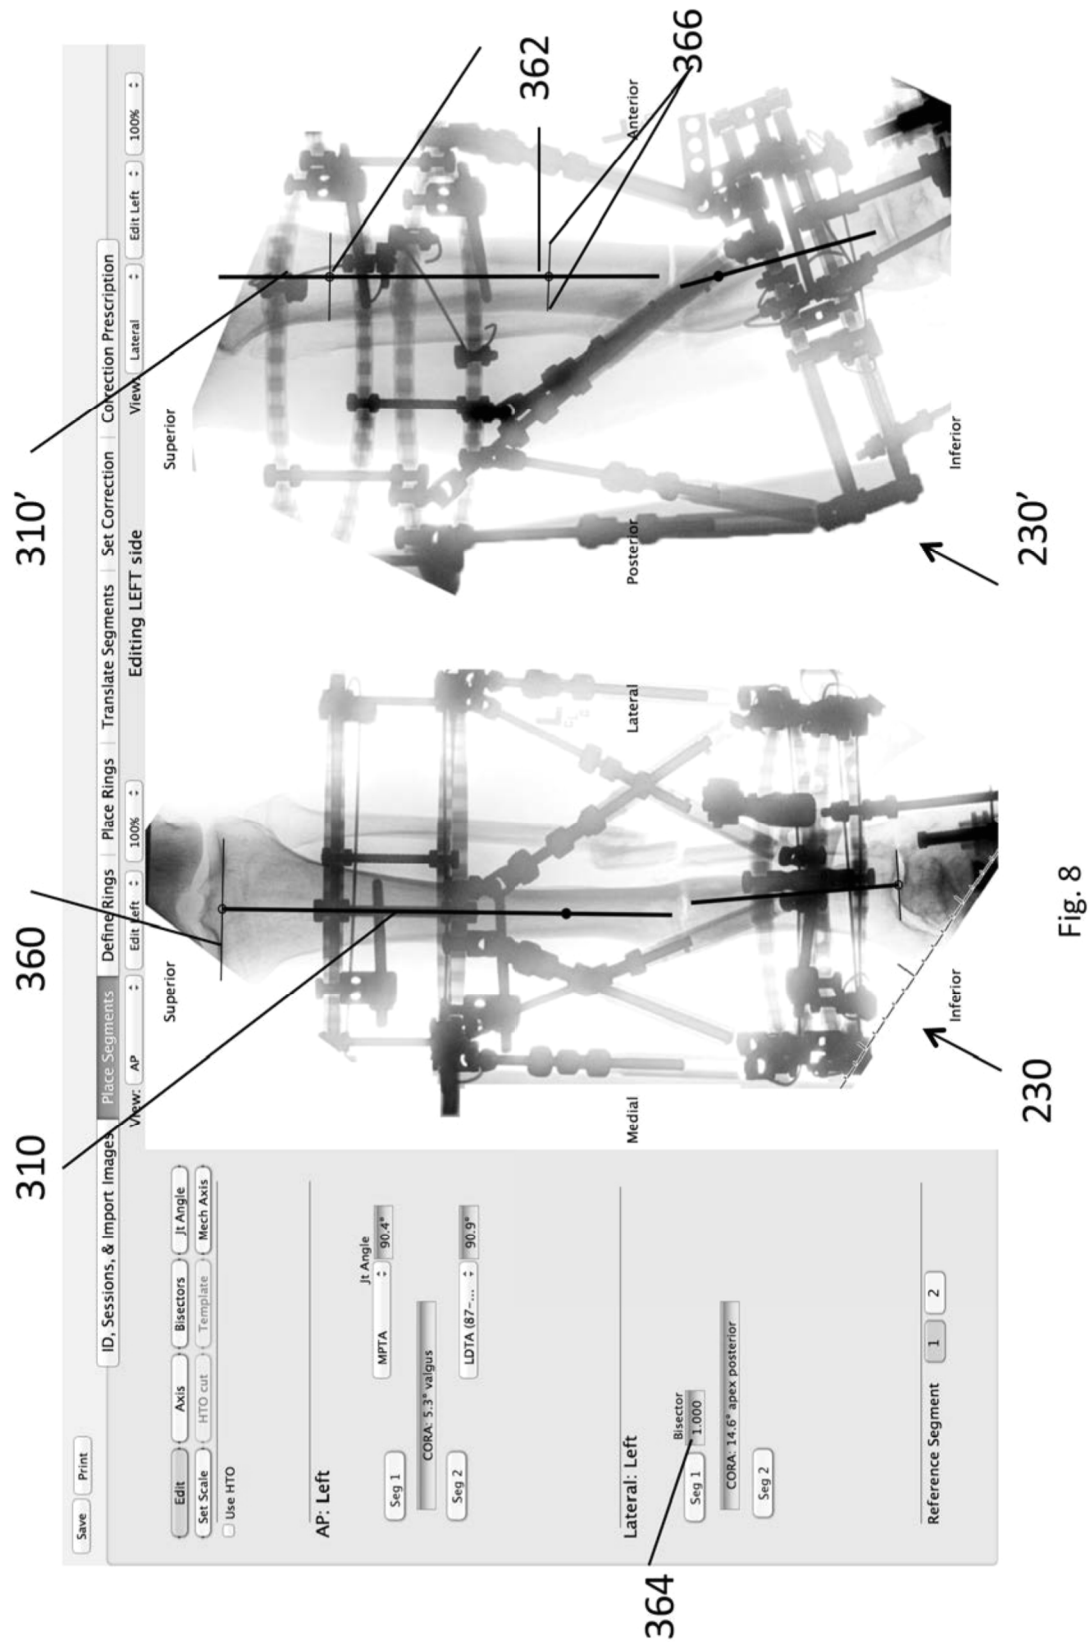 310
360
310'
362
366
Save
Print
ID, Sessions, & Import Images
Place Segments
Define Rings
Place Rings
Translate Segments
Set Correction
Correction Prescription
Editing LEFT side
View: AP
Edit Left
100%
View: Lateral
Edit Left
100%
Edit
Axis
Bisectors
Jt Angle
Set Scale
HTO cut
Template
Mech Axis
Use HTO
AP: Left
Jt Angle
Seg 1
MPTA
90.4°
CORA: 5.3° valgus
Seg 2
LDTA (87-...
90.9°
Lateral: Left
Bisector
Seg 1
1.000
CORA: 14.6° apex posterior
Seg 2
Reference Segment
1
2
Superior
Medial
Lateral
Inferior
Superior
Posterior
Anterior
Inferior
L
L
364
230
230'
Fig. 8